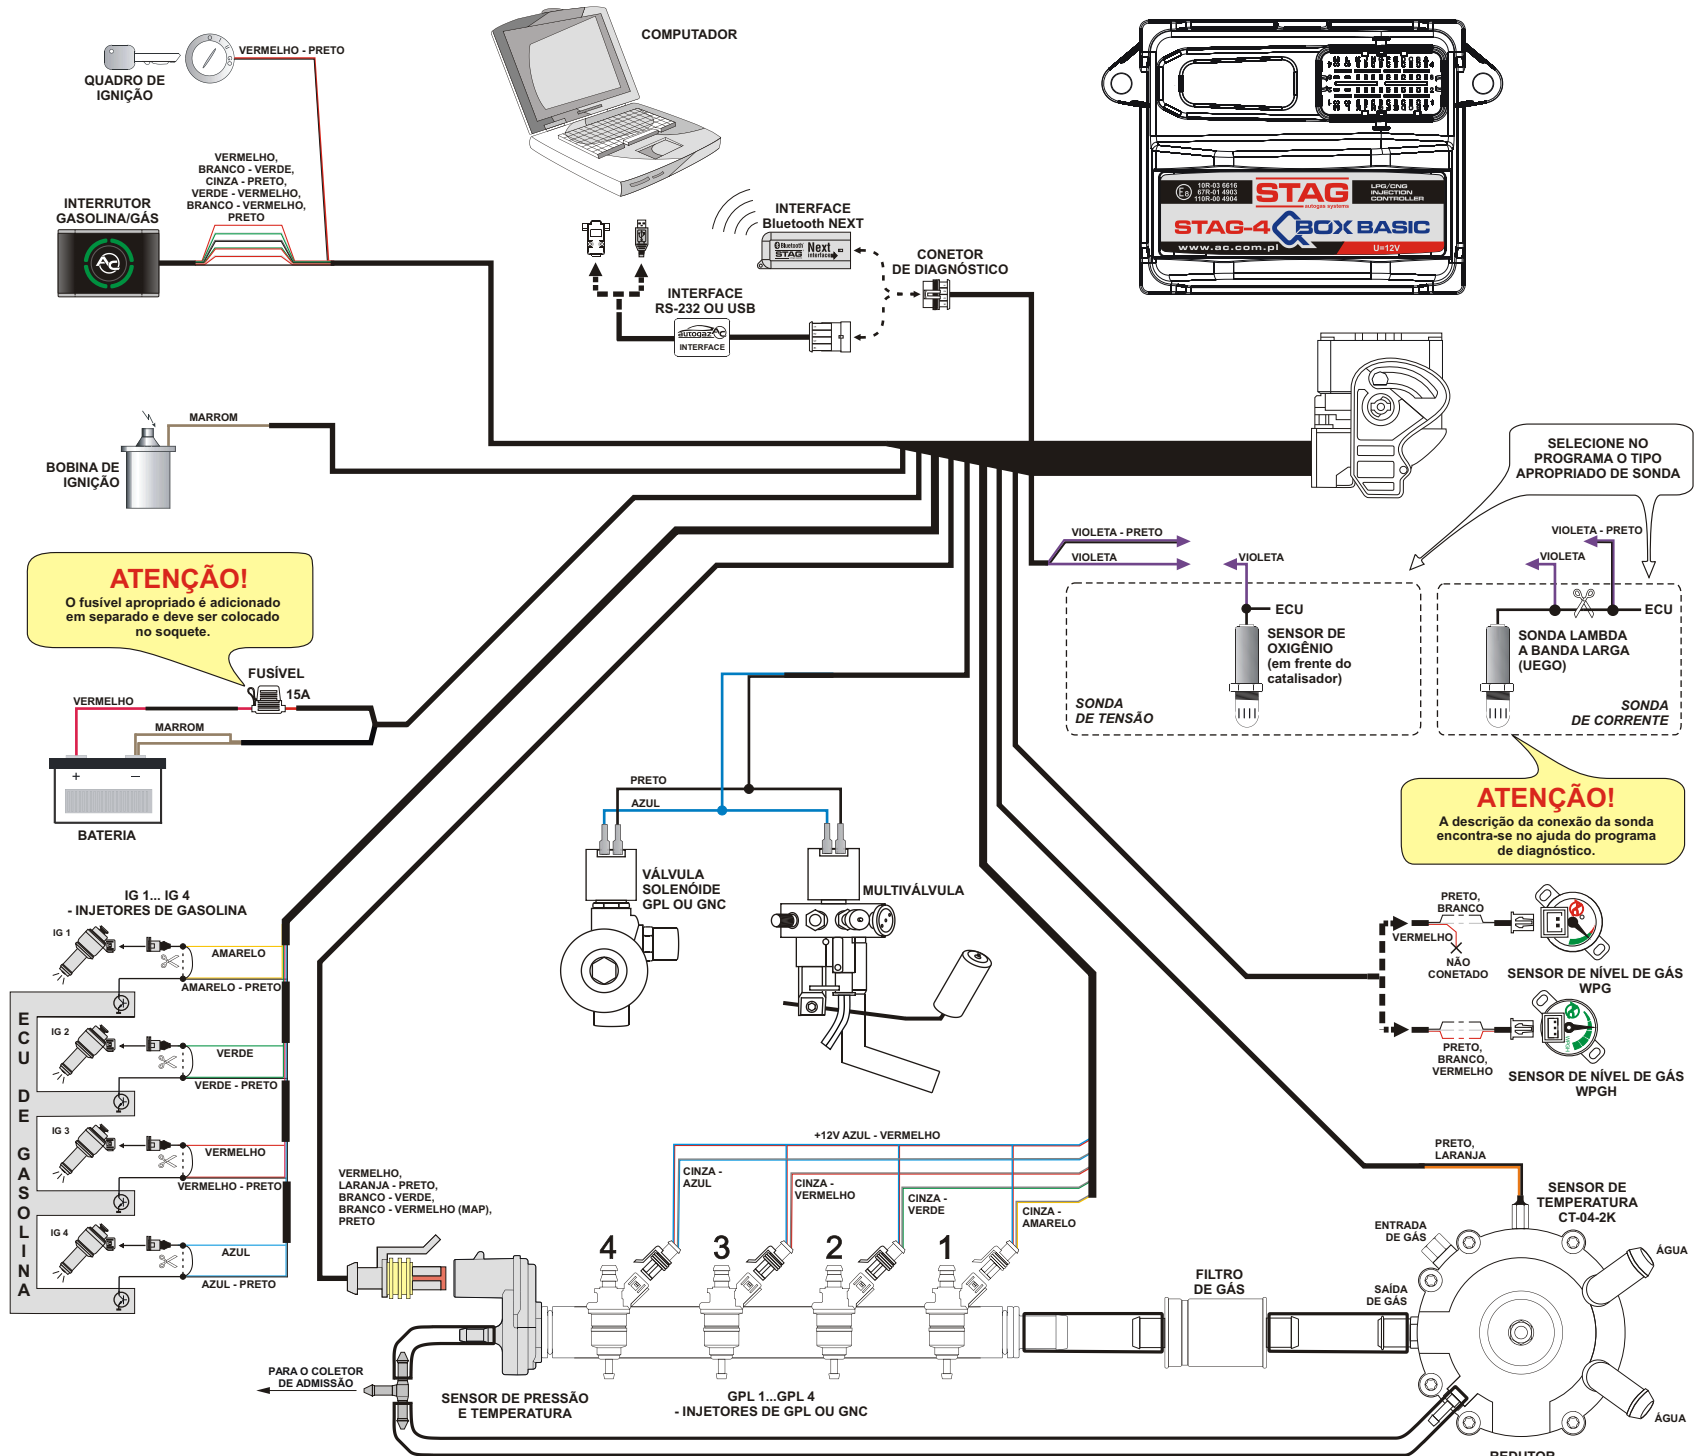 VERMELHO - PRETO
QUADRO DE
IGNIÇÃO
COMPUTADOR
VERMELHO,
BRANCO - VERDE,
CINZA - PRETO,
VERDE - VERMELHO,
BRANCO - VERMELHO,
PRETO
INTERRUTOR
GASOLINA/GÁS
INTERFACE
Bluetooth NEXT
Bluetooth
STAG
Next
interface
CONETOR
DE DIAGNÓSTICO
INTERFACE
RS-232 OU USB
autogaz AC
INTERFACE
E8
10R-03 6616
67R-01 4903
110R-00 4904
STAG
autogas systems
LPG/CNG
INJECTION
CONTROLLER
STAG-4 QBOX BASIC
www.ac.com.pl
U=12V
MARROM
BOBINA DE
IGNIÇÃO
SELECIONE NO
PROGRAMA O TIPO
APROPRIADO DE SONDA
VIOLETA - PRETO
VIOLETA
VIOLETA
ECU
SENSOR DE
OXIGÊNIO
(em frente do
catalisador)
SONDA
DE TENSÃO
VIOLETA - PRETO
VIOLETA
ECU
SONDA LAMBDA
A BANDA LARGA
(UEGO)
SONDA
DE CORRENTE
ATENÇÃO!
O fusível apropriado é adicionado
em separado e deve ser colocado
no soquete.
FUSÍVEL
15A
VERMELHO
MARROM
+ −
BATERIA
ATENÇÃO!
A descrição da conexão da sonda
encontra-se no ajuda do programa
de diagnóstico.
PRETO
AZUL
VÁLVULA
SOLENÓIDE
GPL OU GNC
MULTIVÁLVULA
PRETO,
BRANCO
VERMELHO
NÃO
CONETADO
SENSOR DE NÍVEL DE GÁS
WPG
PRETO,
BRANCO,
VERMELHO
SENSOR DE NÍVEL DE GÁS
WPGH
IG 1... IG 4
- INJETORES DE GASOLINA
IG 1
AMARELO
AMARELO - PRETO
IG 2
VERDE
VERDE - PRETO
IG 3
VERMELHO
VERMELHO - PRETO
IG 4
AZUL
AZUL - PRETO
ECU DE GASOLINA
VERMELHO,
LARANJA - PRETO,
BRANCO - VERDE,
BRANCO - VERMELHO (MAP),
PRETO
+12V AZUL - VERMELHO
CINZA -
AZUL
CINZA -
VERMELHO
CINZA -
VERDE
CINZA -
AMARELO
4 3 2 1
PRETO,
LARANJA
SENSOR DE
TEMPERATURA
CT-04-2K
ENTRADA
DE GÁS
ÁGUA
SAÍDA
DE GÁS
FILTRO
DE GÁS
PARA O COLETOR
DE ADMISSÃO
SENSOR DE PRESSÃO
E TEMPERATURA
GPL 1...GPL 4
- INJETORES DE GPL OU GNC
ÁGUA
REDUTOR